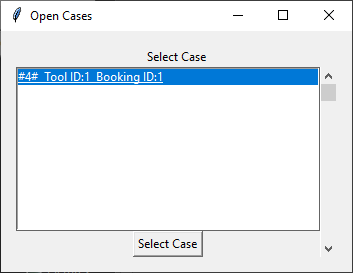 Open Cases
Select Case
#4# Tool ID:1 Booking ID:1
Select Case